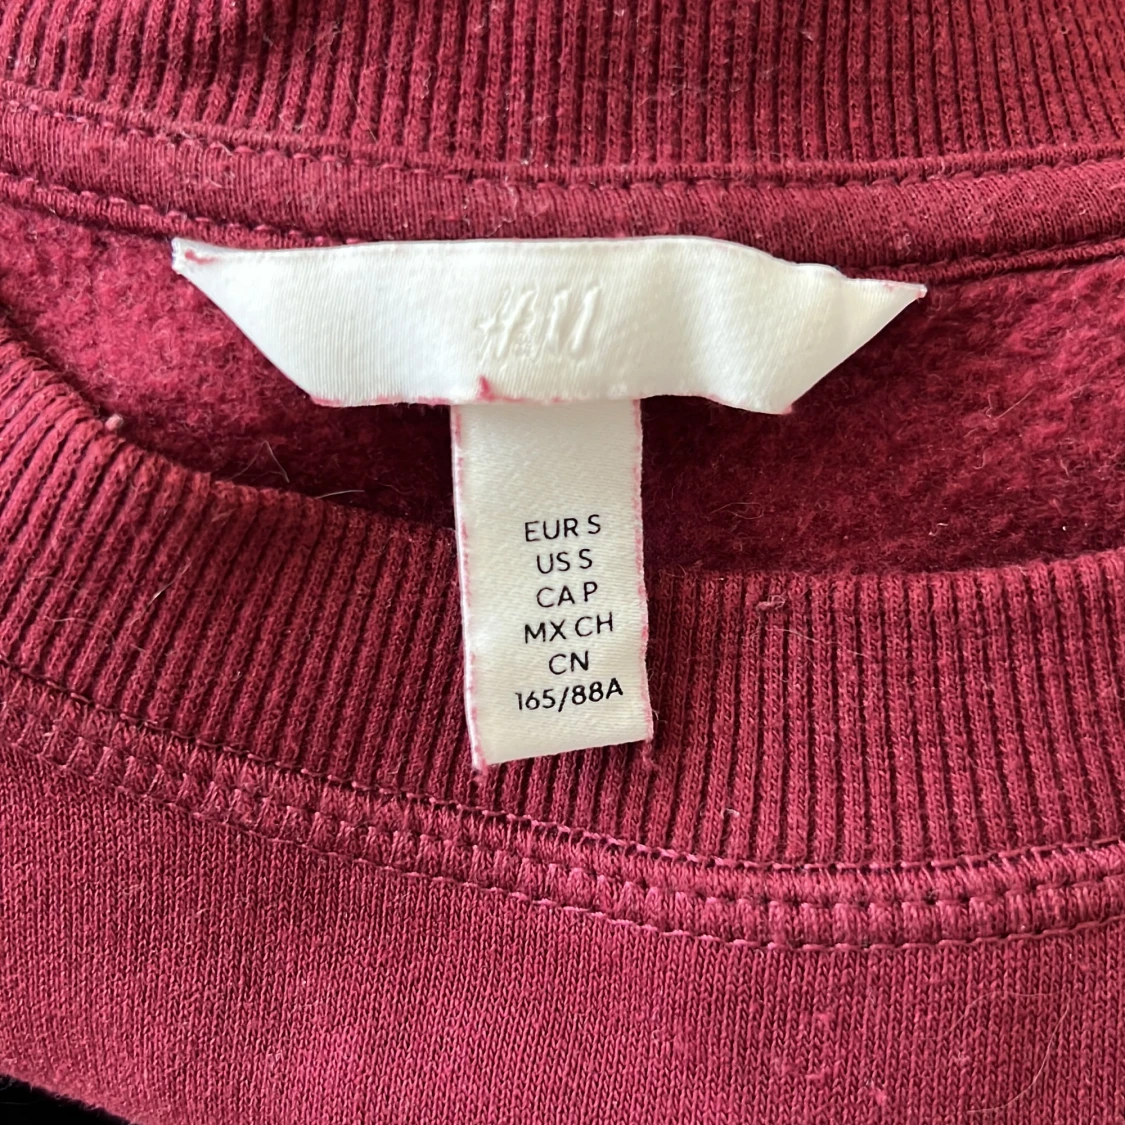 H&M
EUR S
US S
CA P
MX CH
CN
165/88A